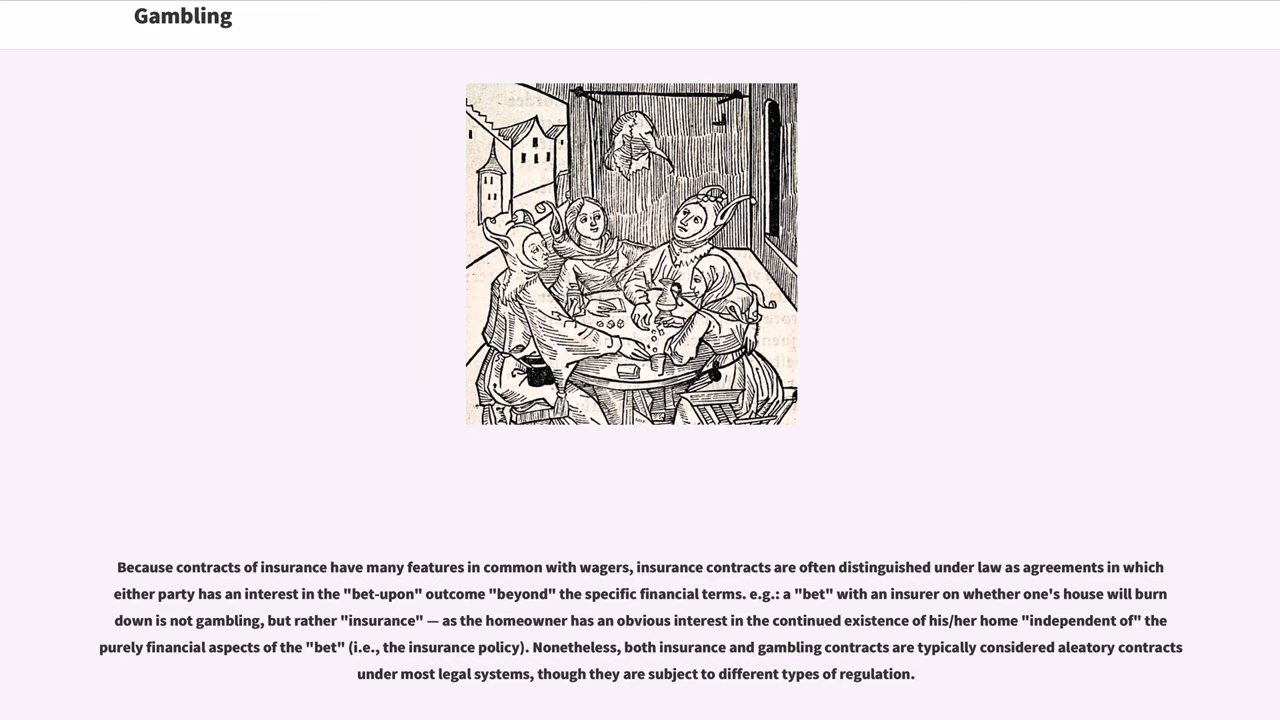 Gambling
Because contracts of insurance have many features in common with wagers, insurance contracts are often distinguished under law as agreements in which
either party has an interest in the "bet-upon" outcome "beyond" the specific financial terms. e.g.: a "bet" with an insurer on whether one's house will burn
down is not gambling, but rather "insurance" — as the homeowner has an obvious interest in the continued existence of his/her home "independent of" the
purely financial aspects of the "bet" (i.e., the insurance policy). Nonetheless, both insurance and gambling contracts are typically considered aleatory contracts
under most legal systems, though they are subject to different types of regulation.